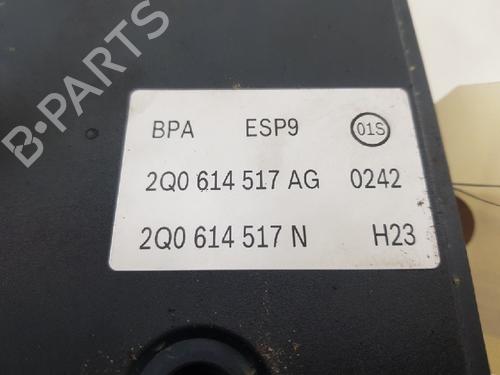 BPA ESP9 01S
2Q0 614 517 AG 0242
2Q0 614 517 N H23
B-PARTS